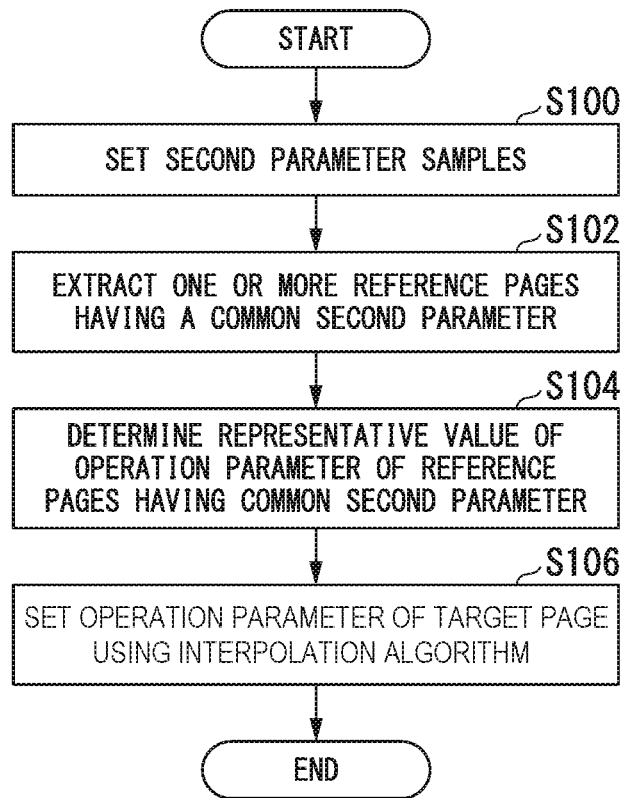 START
S100
SET SECOND PARAMETER SAMPLES
S102
EXTRACT ONE OR MORE REFERENCE PAGES
HAVING A COMMON SECOND PARAMETER
S104
DETERMINE REPRESENTATIVE VALUE OF
OPERATION PARAMETER OF REFERENCE
PAGES HAVING COMMON SECOND PARAMETER
S106
SET OPERATION PARAMETER OF TARGET PAGE
USING INTERPOLATION ALGORITHM
END